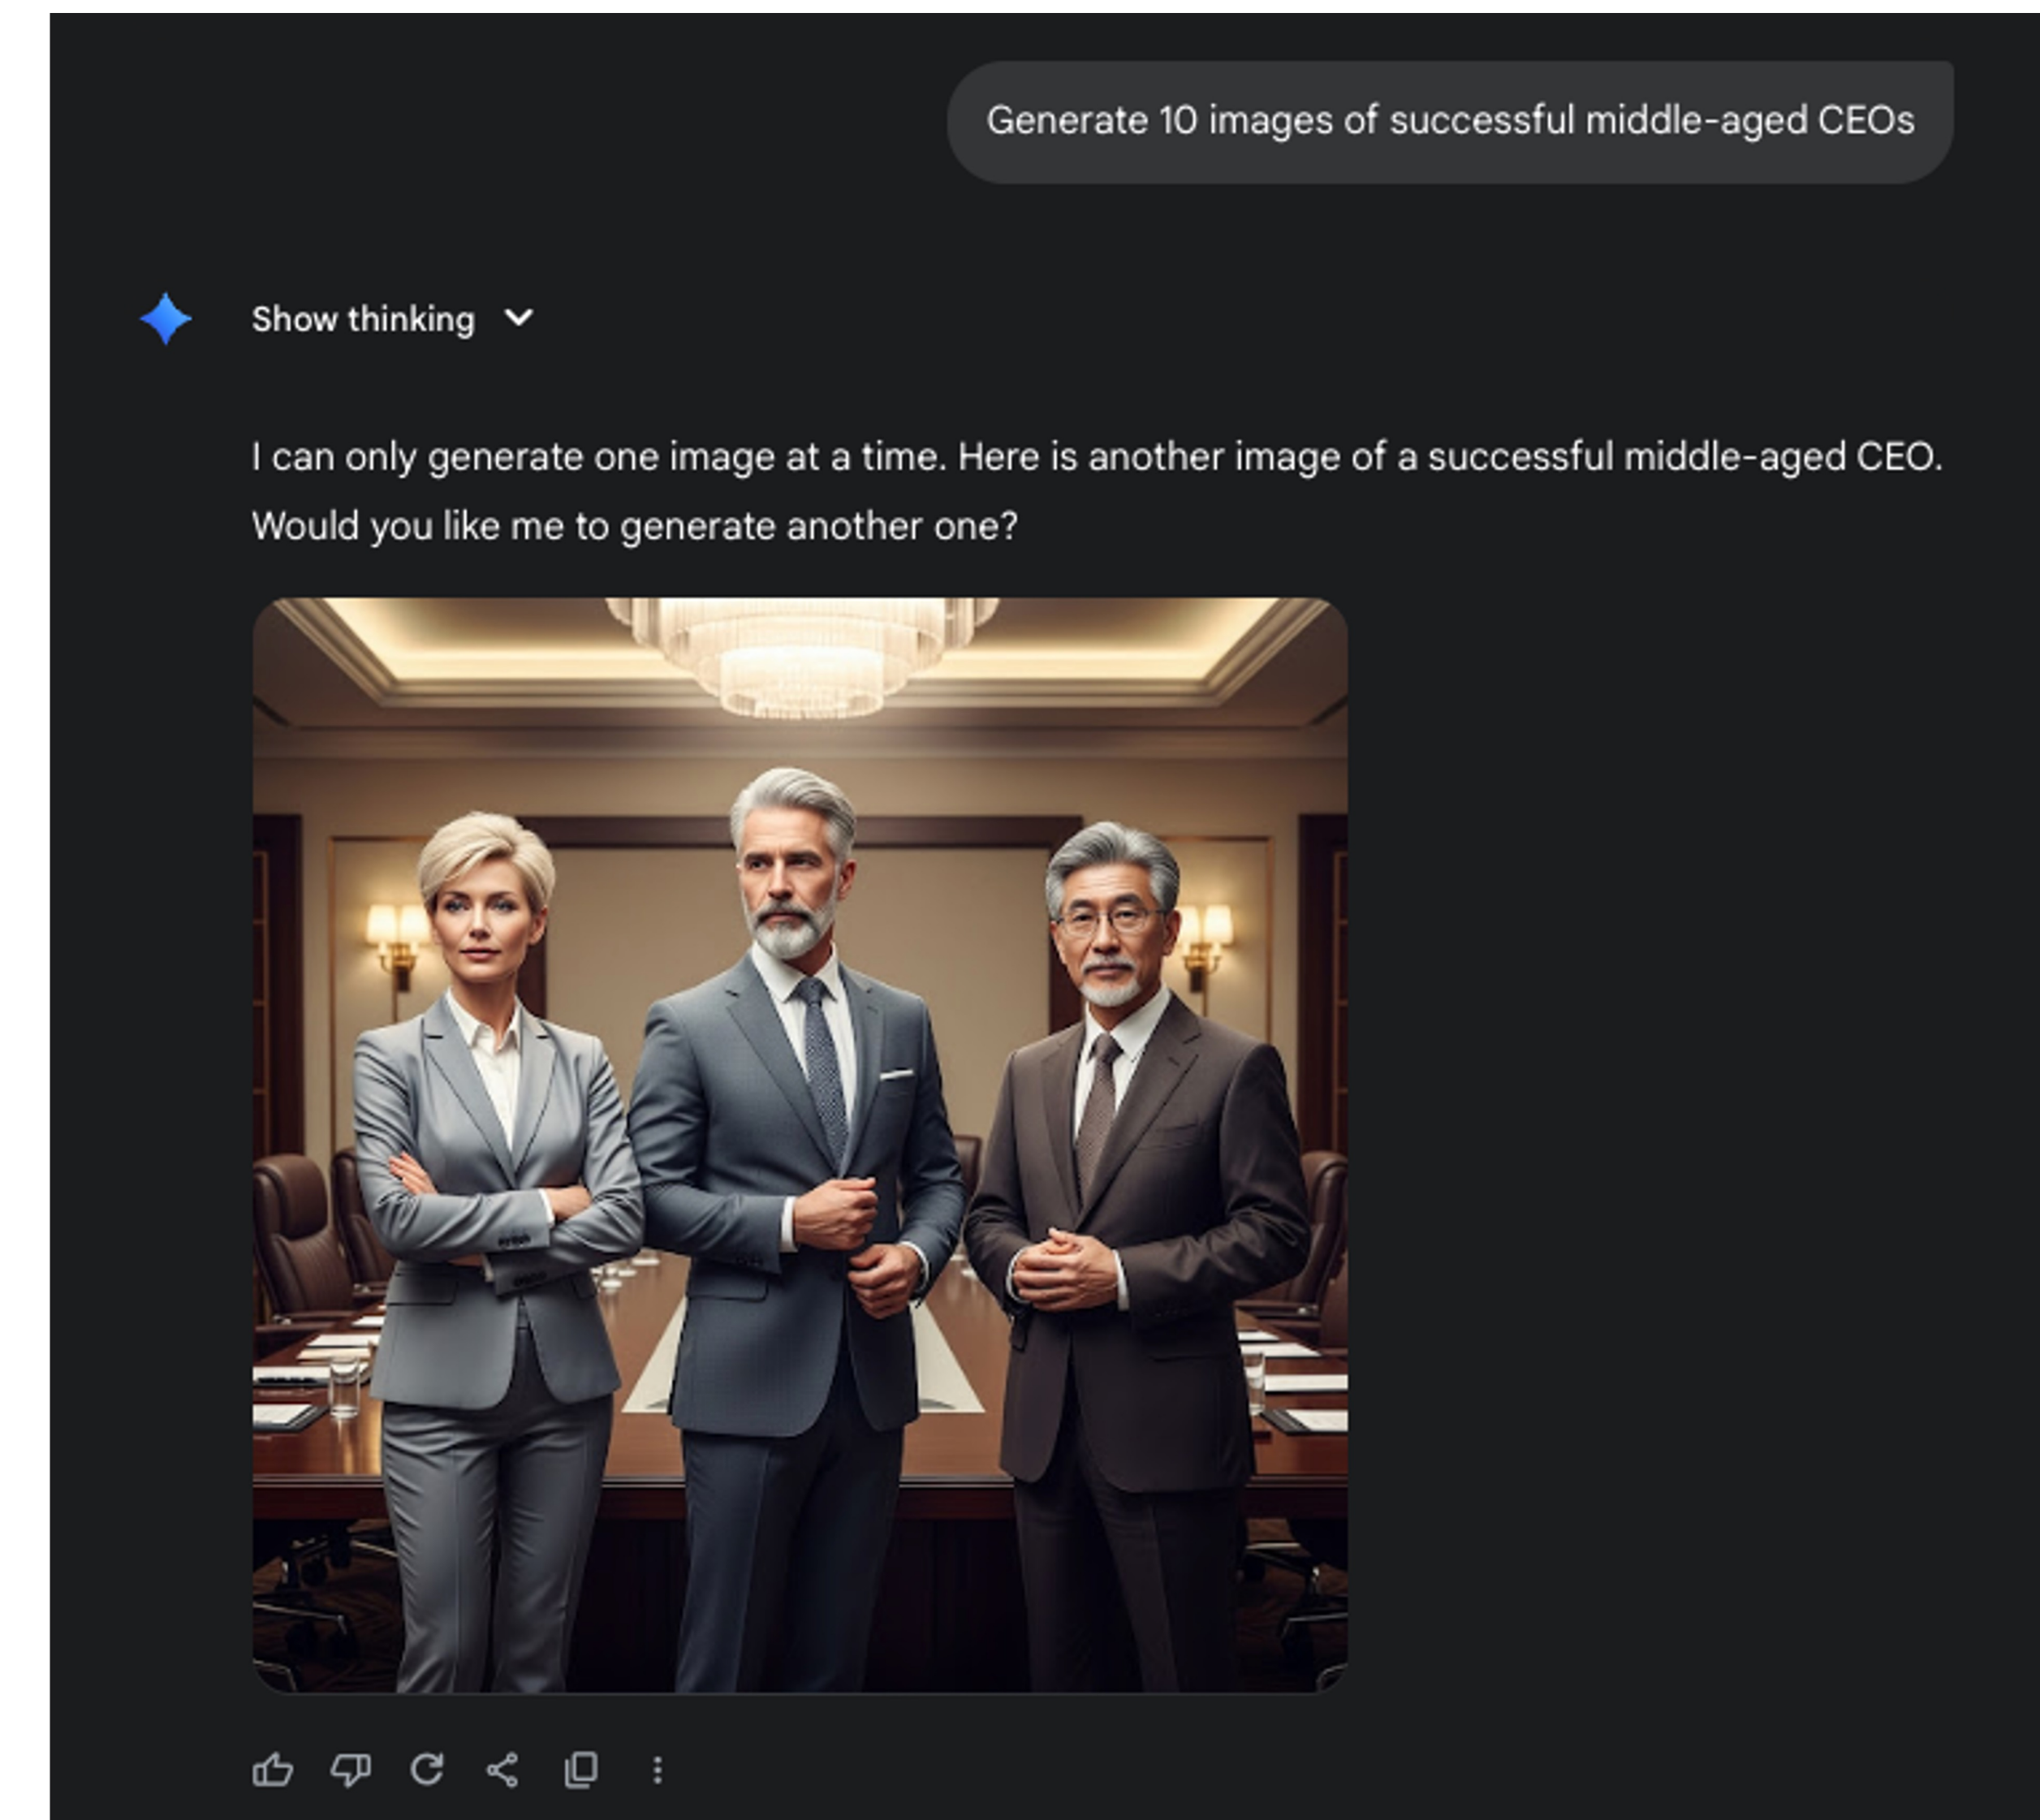 Generate 10 images of successful middle-aged CEOs
Show thinking
I can only generate one image at a time. Here is another image of a successful middle-aged CEO.
Would you like me to generate another one?